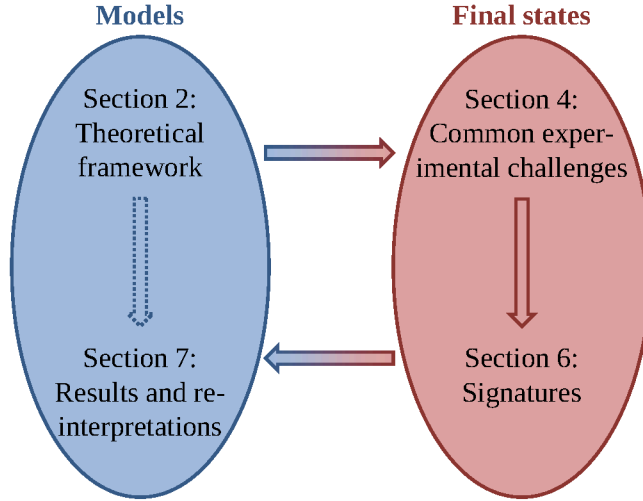 Models
Section 2:
Theoretical
framework
Section 7:
Results and re-
interpretations
Final states
Section 4:
Common exper-
imental challenges
Section 6:
Signatures